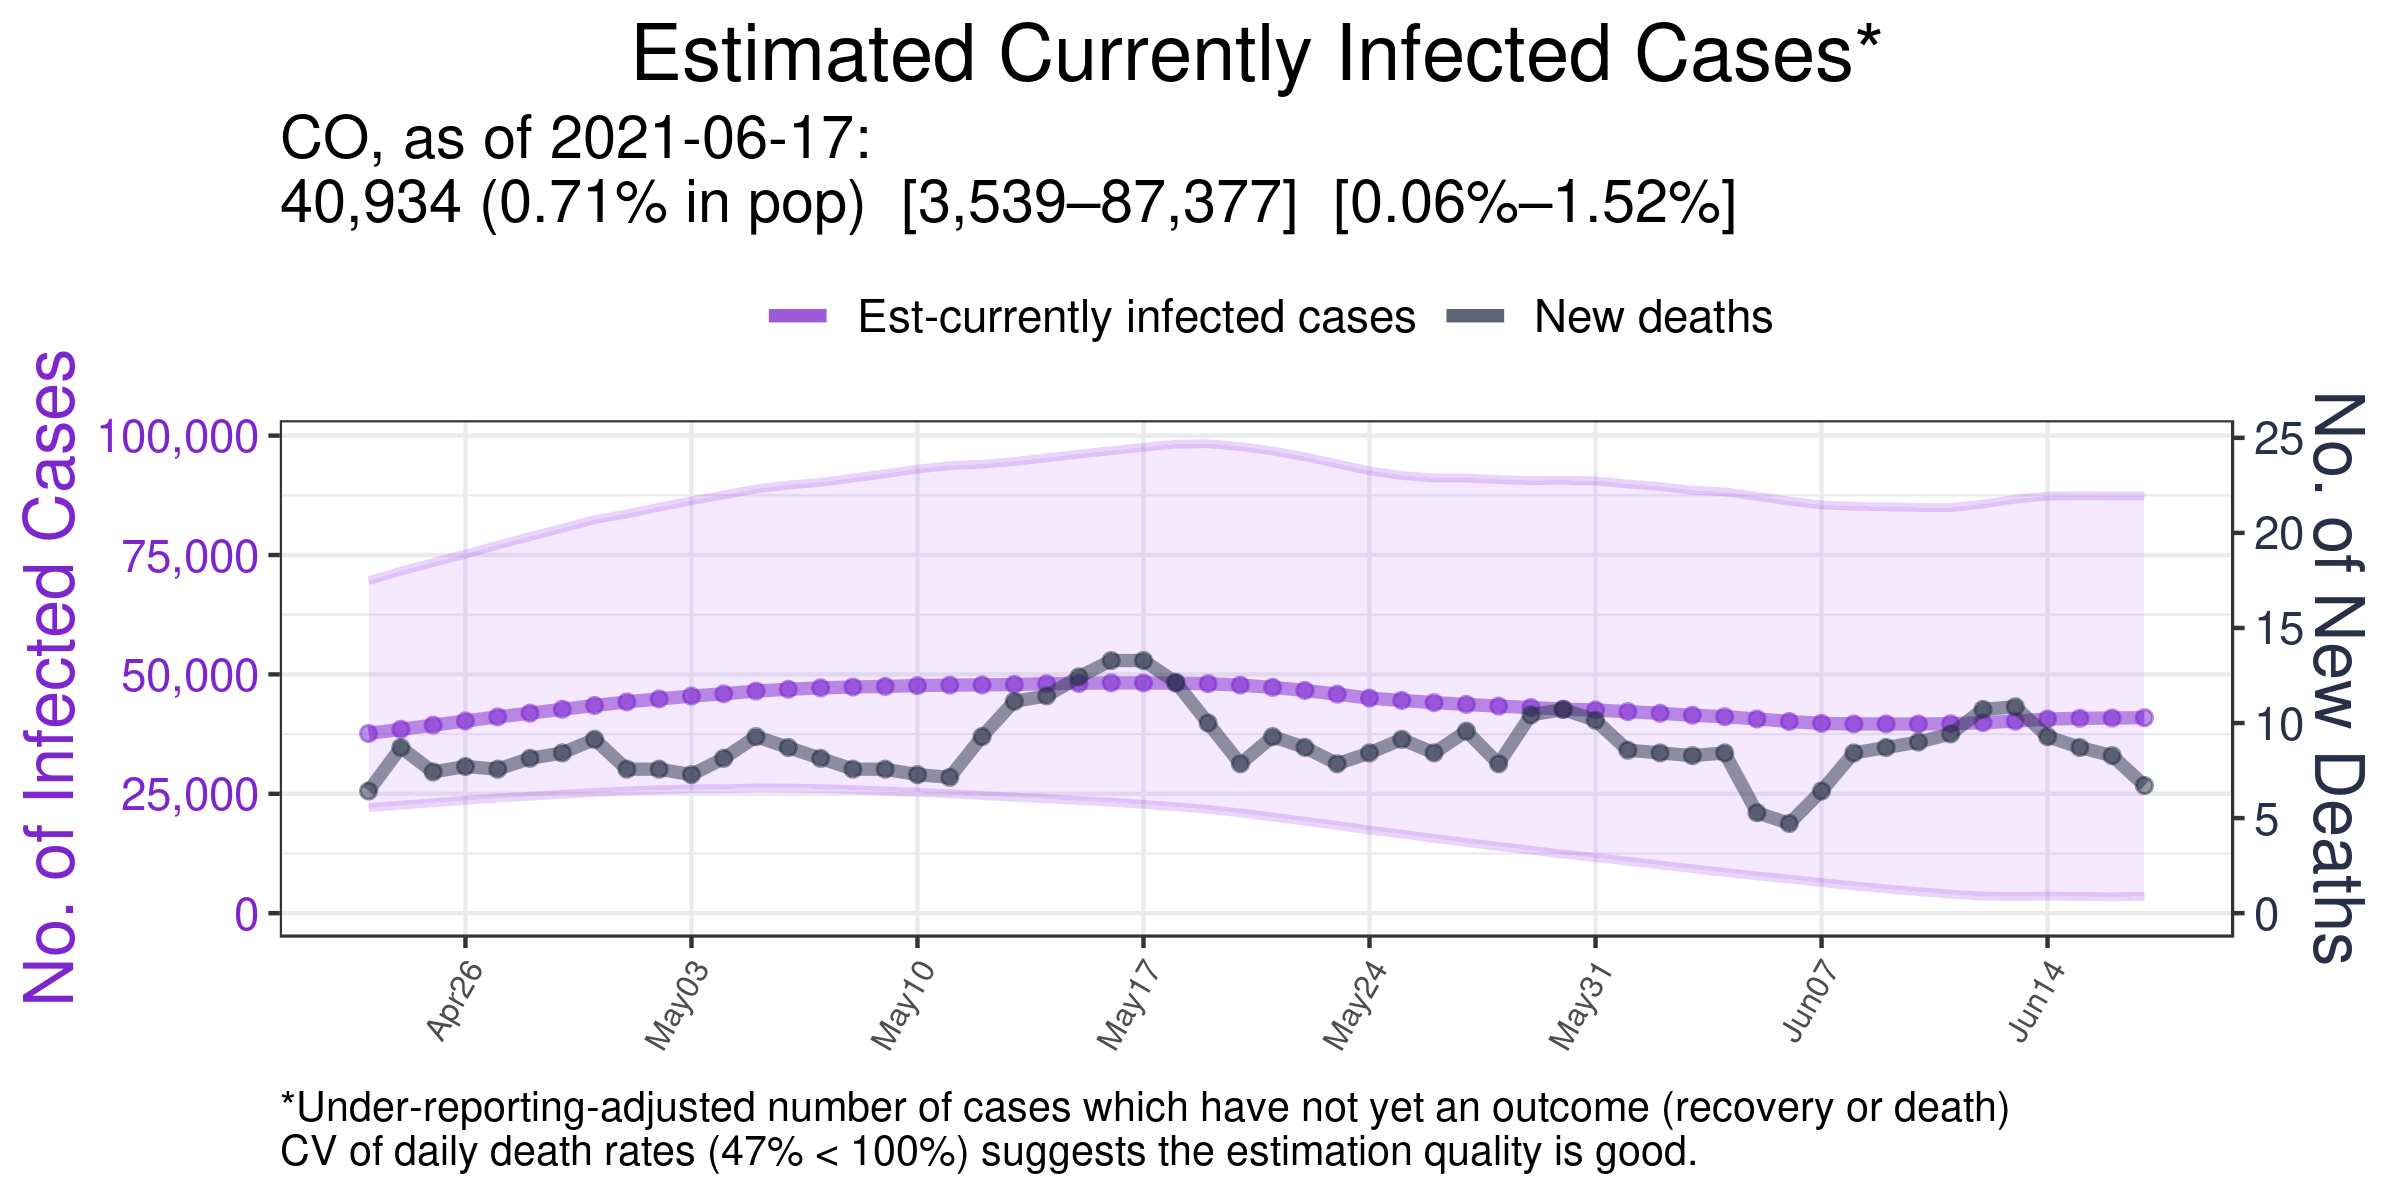 Estimated Currently Infected Cases*
CO, as of 2021-06-17:
40,934 (0.71% in pop) [3,539–87,377] [0.06%–1.52%]
Est-currently infected cases New deaths
No. of Infected Cases
100,000
75,000
50,000
25,000
0
25
20
15
10
5
0
No. of New Deaths
Apr26 May03 May10 May17 May24 May31 Jun07 Jun14
*Under-reporting-adjusted number of cases which have not yet an outcome (recovery or death)
CV of daily death rates (47% < 100%) suggests the estimation quality is good.